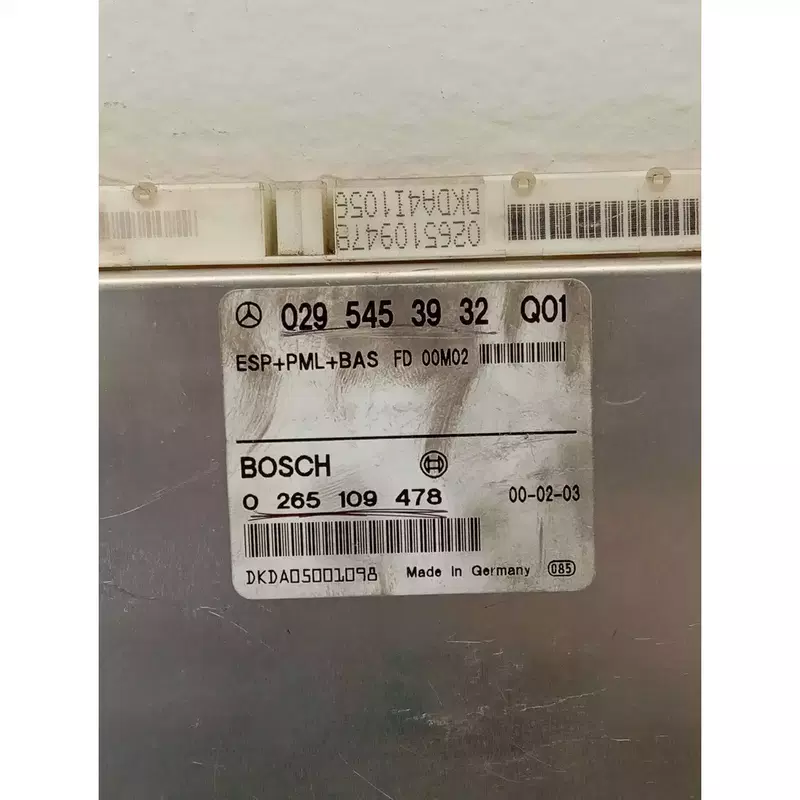 0265109478
DKDA4I1056
029 545 39 32 Q01
ESP+PML+BAS FD 00M02
BOSCH
0 265 109 478 00-02-03
DKDA05001098 Made in Germany 085